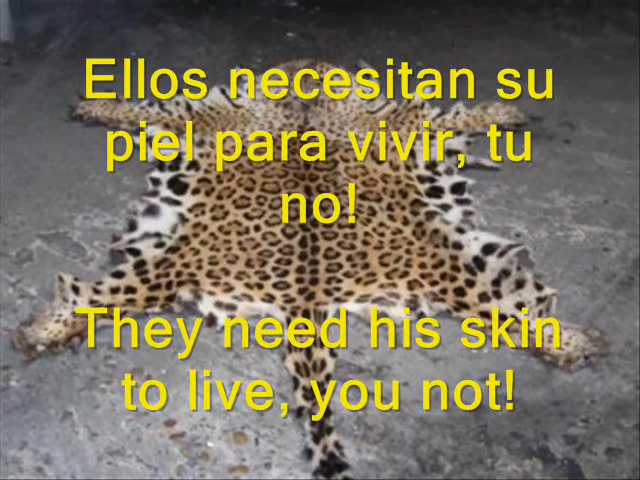 Ellos necesitan su
piel para vivir, tu
no!
They need his skin
to live, you not!